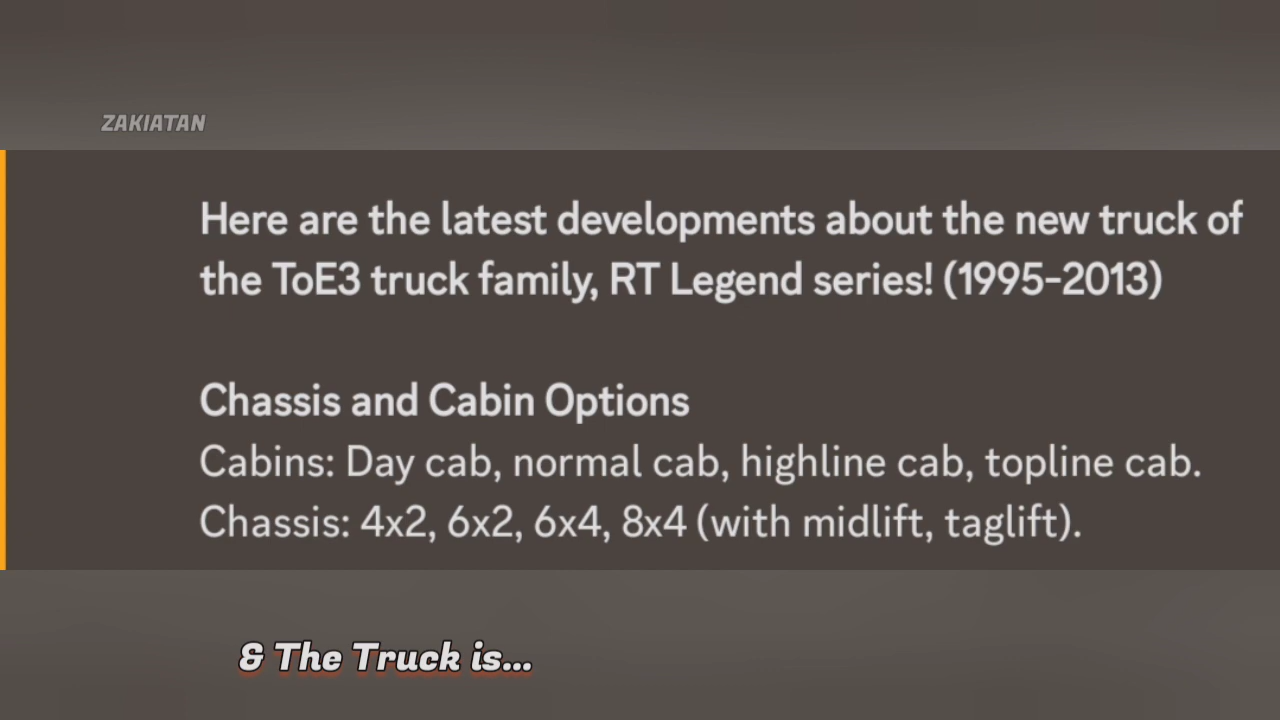 ZAKIATAN
Here are the latest developments about the new truck of
the ToE3 truck family, RT Legend series! (1995-2013)
Chassis and Cabin Options
Cabins: Day cab, normal cab, highline cab, topline cab.
Chassis: 4x2, 6x2, 6x4, 8x4 (with midlift, taglift).
& The Truck is...